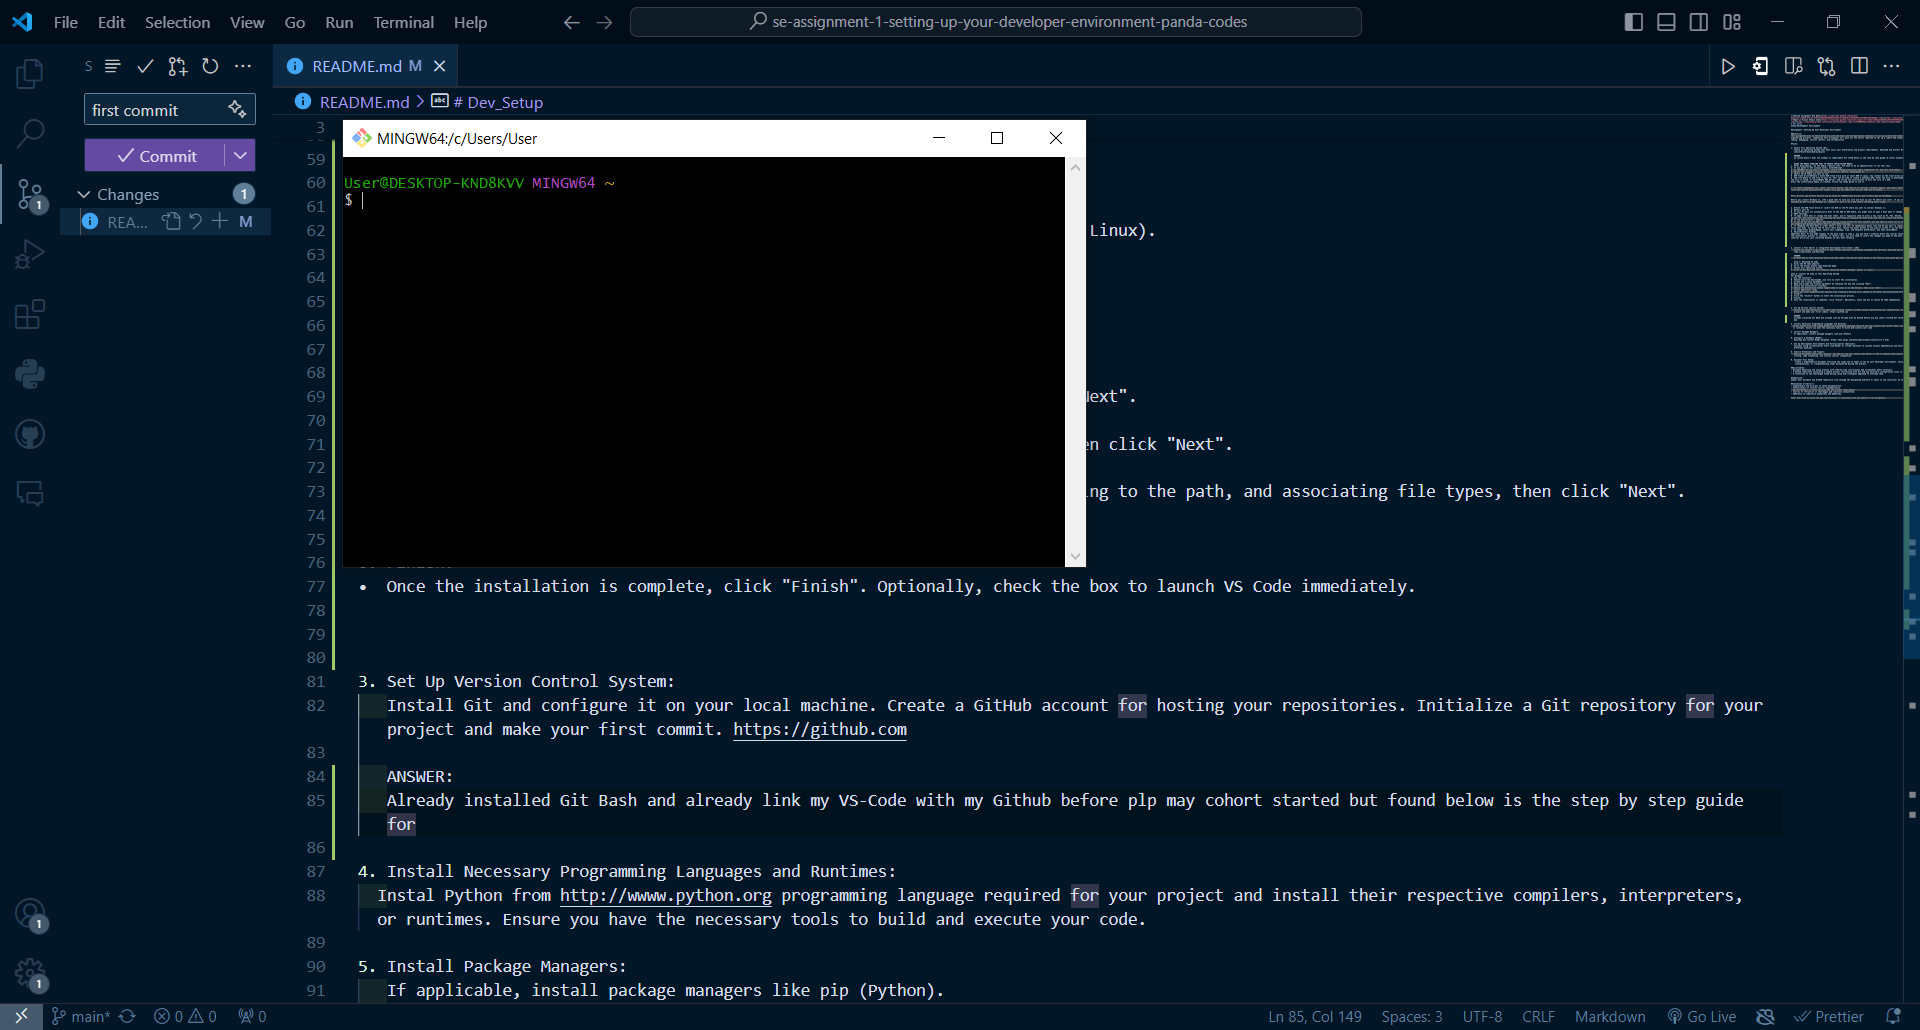 File Edit Selection View Go Run Terminal Help
se-assignment-1-setting-up-your-developer-environment-panda-codes
S
README.md M
first commit
README.md > # Dev_Setup
Commit
Changes 1
REA... M
1
MINGW64:/c/Users/User
User@DESKTOP-KND8KVV MINGW64 ~
$
3
59
60
61
62 Linux).
63
64
65
66
67
68
69 Next".
70
71 en click "Next".
72
73 ing to the path, and associating file types, then click "Next".
74
75
76
77 • Once the installation is complete, click "Finish". Optionally, check the box to launch VS Code immediately.
78
79
80
81 3. Set Up Version Control System:
82 Install Git and configure it on your local machine. Create a GitHub account for hosting your repositories. Initialize a Git repository for your
project and make your first commit. https://github.com
83
84 ANSWER:
85 Already installed Git Bash and already link my VS-Code with my Github before plp may cohort started but found below is the step by step guide
for
86
87 4. Install Necessary Programming Languages and Runtimes:
88 Instal Python from http://wwww.python.org programming language required for your project and install their respective compilers, interpreters,
or runtimes. Ensure you have the necessary tools to build and execute your code.
89
90 5. Install Package Managers:
91 If applicable, install package managers like pip (Python).
1
1
main* 0 0 0 Ln 85, Col 149 Spaces: 3 UTF-8 CRLF Markdown Go Live Prettier